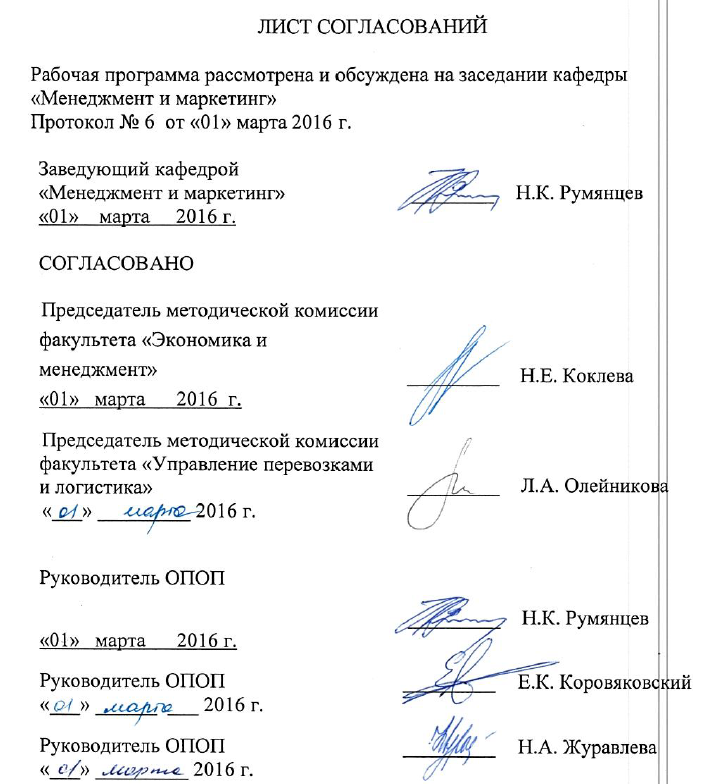 ЛИСТ СОГЛАСОВАНИЙ
Рабочая программа рассмотрена и обсуждена на заседании кафедры
«Менеджмент и маркетинг»
Протокол № 6 от «01» марта 2016 г.
Заведующий кафедрой
«Менеджмент и маркетинг» Н.К. Румянцев
«01» марта 2016 г.
СОГЛАСОВАНО
Председатель методической комиссии
факультета «Экономика и
менеджмент» Н.Е. Коклева
«01» марта 2016 г.
Председатель методической комиссии
факультета «Управление перевозками
и логистика» Л.А. Олейникова
«01» марта 2016 г.
Руководитель ОПОП
Н.К. Румянцев
«01» марта 2016 г.
Руководитель ОПОП Е.К. Коровяковский
«01» марта 2016 г.
Руководитель ОПОП Н.А. Журавлева
«01» марта 2016 г.